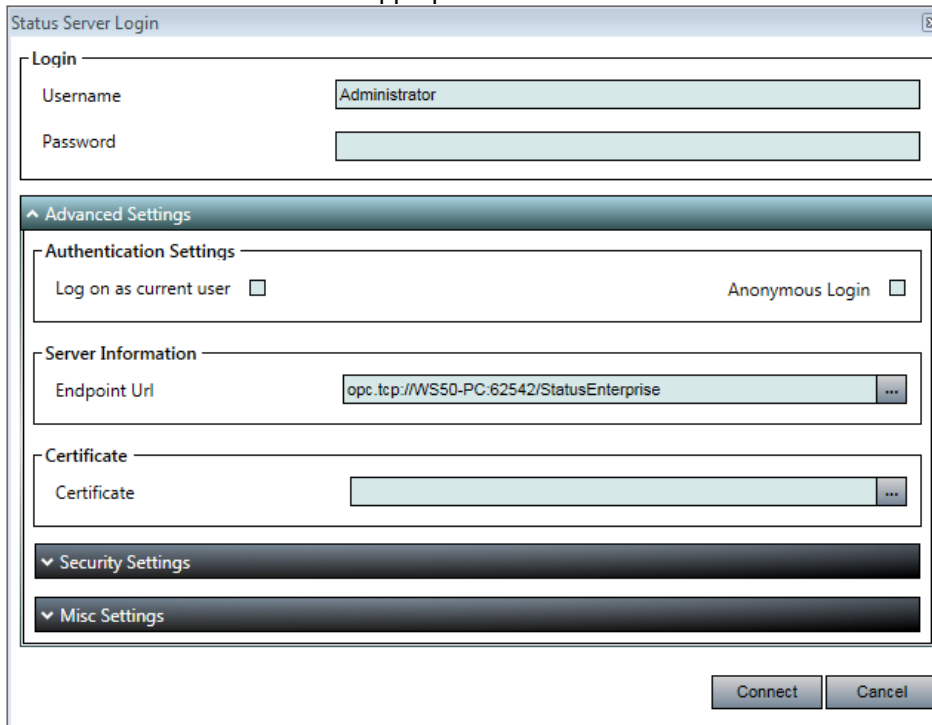 Status Server Login
Login
Username Administrator
Password
Advanced Settings
Authentication Settings
Log on as current user Anonymous Login
Server Information
Endpoint Url opc.tcp://WS50-PC:62542/StatusEnterprise ...
Certificate
Certificate ...
Security Settings
Misc Settings
Connect Cancel